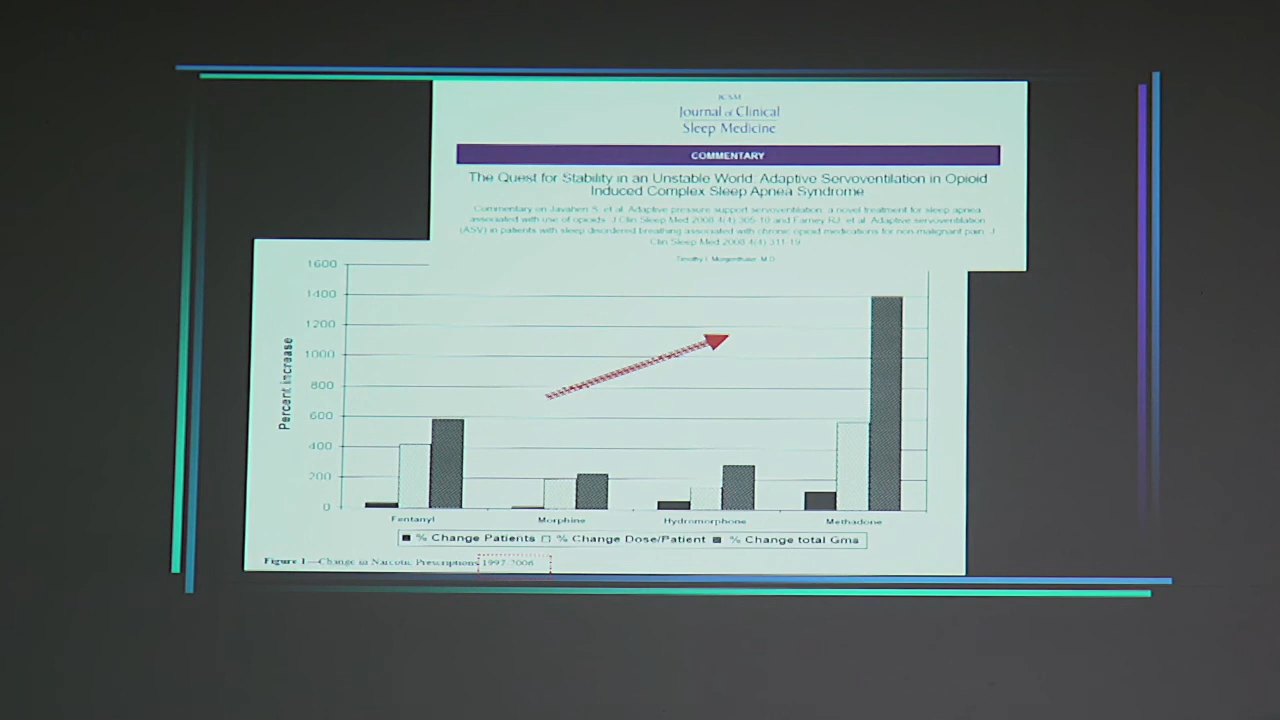 JCSM
Journal of Clinical
Sleep Medicine
COMMENTARY
The Quest for Stability in an Unstable World: Adaptive Servoventilation in Opioid
Induced Complex Sleep Apnea Syndrome
Commentary on Javaheri S, et al. Adaptive pressure support servoventilation: a novel treatment for sleep apnea
associated with use of opioids. J Clin Sleep Med 2008;4(4):305-10 and Farney RJ, et al. Adaptive servoventilation
(ASV) in patients with sleep disordered breathing associated with chronic opioid medications for non-malignant pain. J
Clin Sleep Med 2008;4(4):311-19
Timothy I. Morgenthaler, M.D.
1600
1400
1200
1000
800
600
400
200
0
Percent increase
Fentanyl Morphine Hydromorphone Methadone
% Change Patients % Change Dose/Patient % Change total Gms
Figure 1—Change in Narcotic Prescriptions 1997-2006